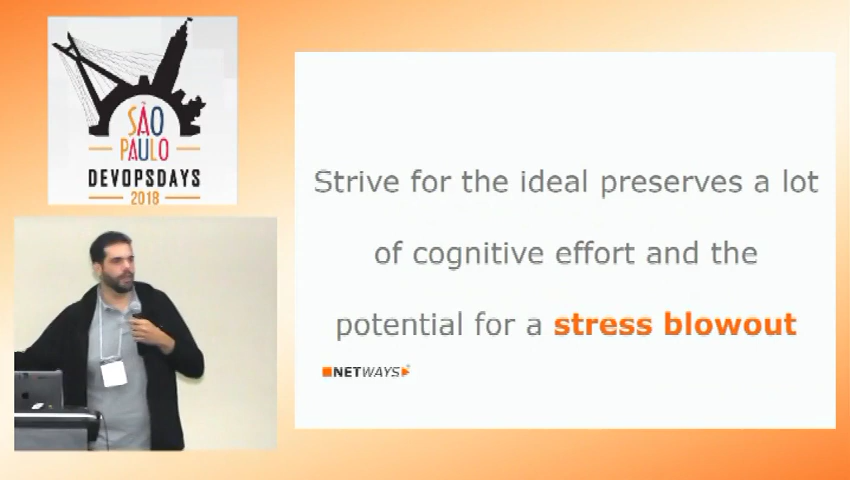 SÃO
PAULO
DEVOPSDAYS
2018
Strive for the ideal preserves a lot
of cognitive effort and the
potential for a stress blowout
NETWAYS